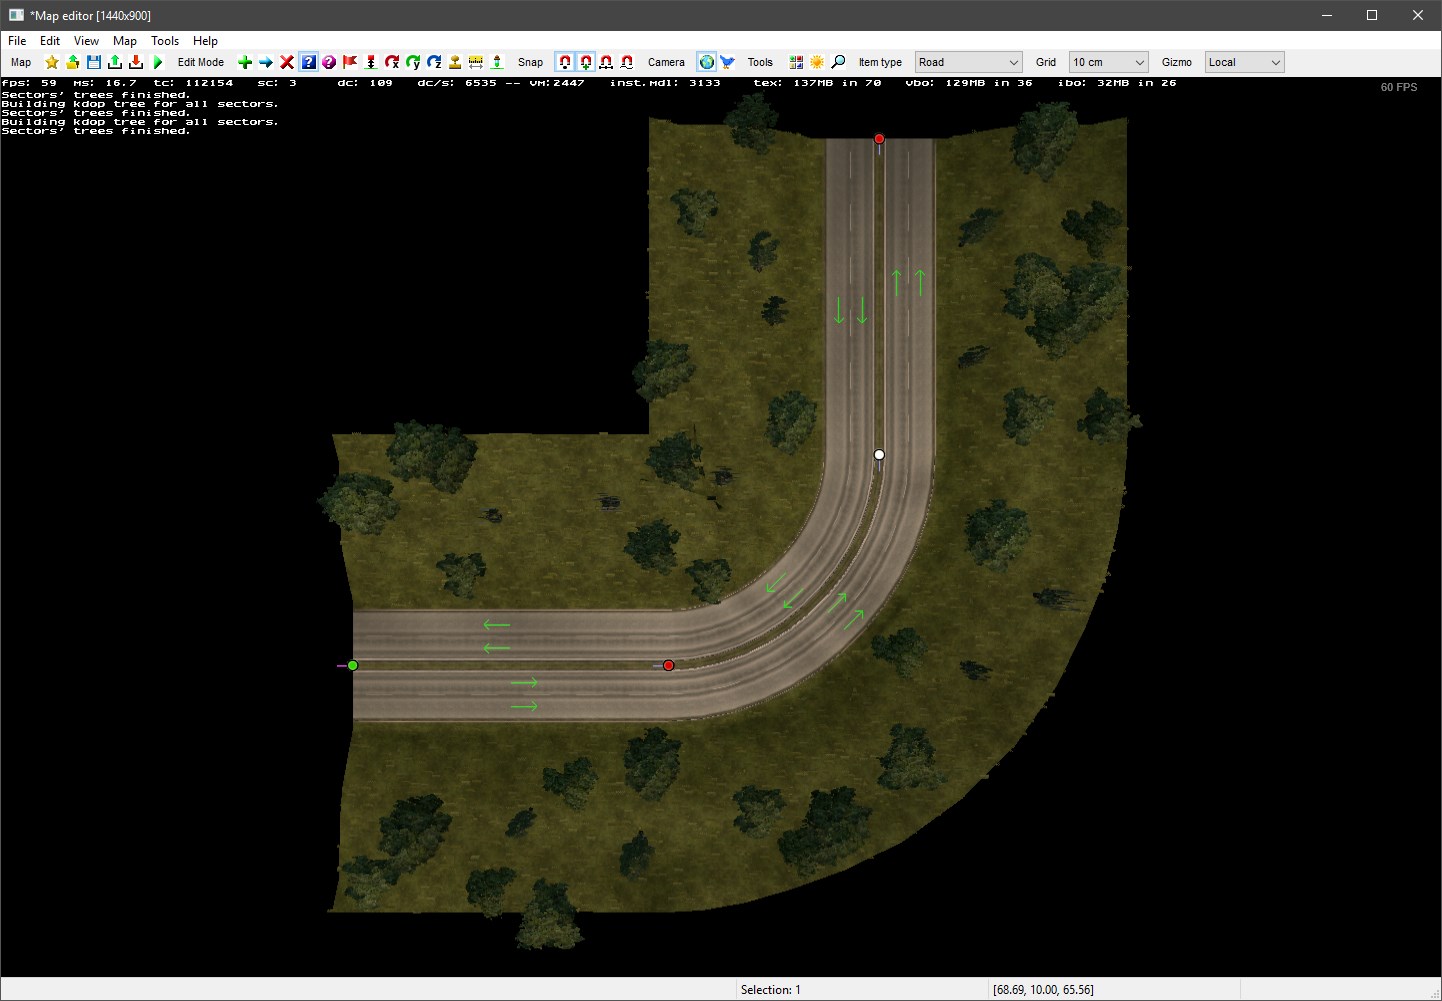 *Map editor [1440x900]
File Edit View Map Tools Help
Map Edit Mode Snap Camera Tools Item type Road Grid 10 cm Gizmo Local
fps: 59 ms: 16.7 tc: 112154 sc: 3 dc: 109 dc/s: 6535 -- VM:2447 inst.mdl: 3133 tex: 137MB in 70 vbo: 129MB in 36 ibo: 32MB in 26
60 FPS
Sectors' trees finished.
Building kdop tree for all sectors.
Sectors' trees finished.
Building kdop tree for all sectors.
Sectors' trees finished.
Selection: 1 [68.69, 10.00, 65.56]